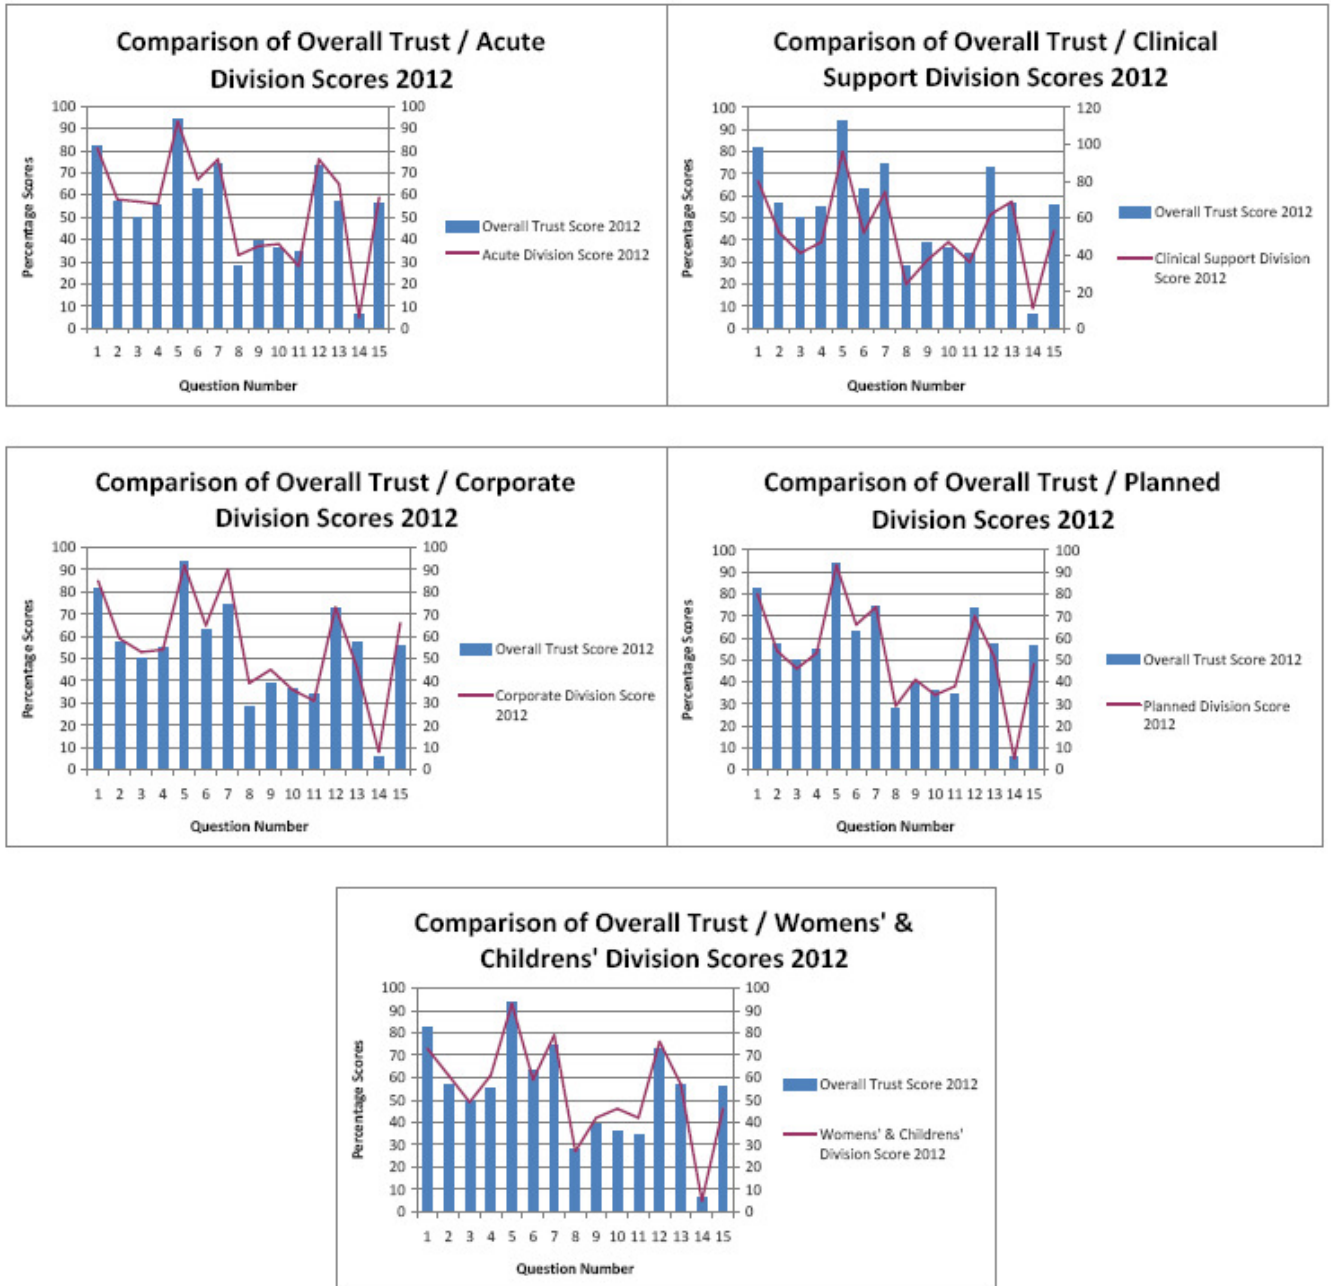 Comparison of Overall Trust / Acute
Division Scores 2012
Percentage Scores
100 100
90 90
80 80
70 70
60 60
50 50
40 40
30 30
20 20
10 10
0 0
1 2 3 4 5 6 7 8 9 10 11 12 13 14 15
Question Number
Overall Trust Score 2012
Acute Division Score 2012
Comparison of Overall Trust / Clinical
Support Division Scores 2012
Percentage Scores
100
90
80
70
60
50
40
30
20
10
0
120
100
80
60
40
20
0
1 2 3 4 5 6 7 8 9 10 11 12 13 14 15
Question Number
Overall Trust Score 2012
Clinical Support Division
Score 2012
Comparison of Overall Trust / Corporate
Division Scores 2012
Percentage Scores
100 100
90 90
80 80
70 70
60 60
50 50
40 40
30 30
20 20
10 10
0 0
1 2 3 4 5 6 7 8 9 10 11 12 13 14 15
Question Number
Overall Trust Score 2012
Corporate Division Score
2012
Comparison of Overall Trust / Planned
Division Scores 2012
Percentage Scores
100 100
90 90
80 80
70 70
60 60
50 50
40 40
30 30
20 20
10 10
0 0
1 2 3 4 5 6 7 8 9 10 11 12 13 14 15
Question Number
Overall Trust Score 2012
Planned Division Score
2012
Comparison of Overall Trust / Womens' &
Childrens' Division Scores 2012
Percentage Scores
100 100
90 90
80 80
70 70
60 60
50 50
40 40
30 30
20 20
10 10
0 0
1 2 3 4 5 6 7 8 9 10 11 12 13 14 15
Question Number
Overall Trust Score 2012
Womens' & Childrens'
Division Score 2012